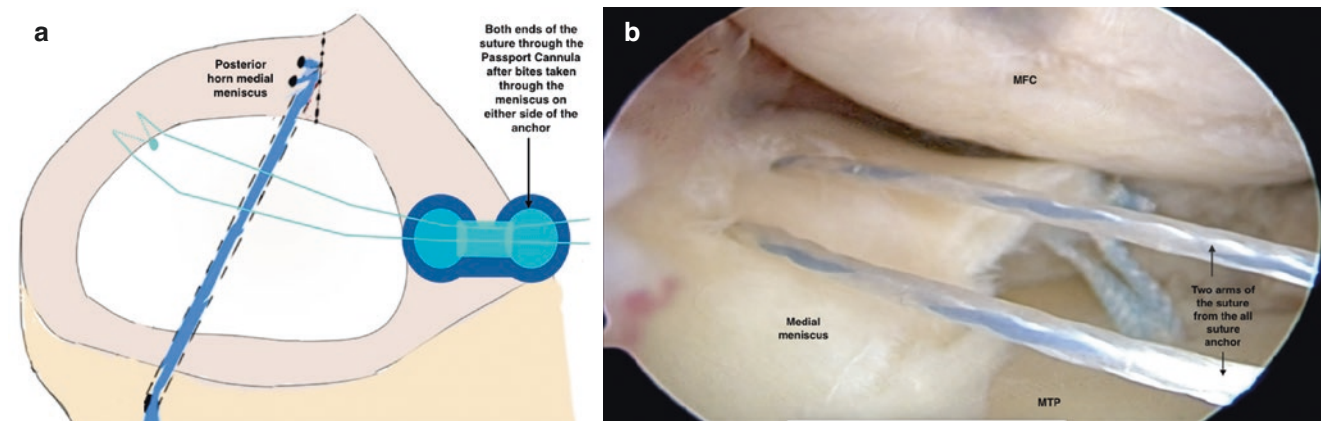 a
Posterior
horn medial
meniscus
Both ends of the
suture through the
Passport Cannula
after bites taken
through the
meniscus on
either side of the
anchor
b
MFC
Medial
meniscus
Two arms of
the suture
from the all
suture
anchor
MTP